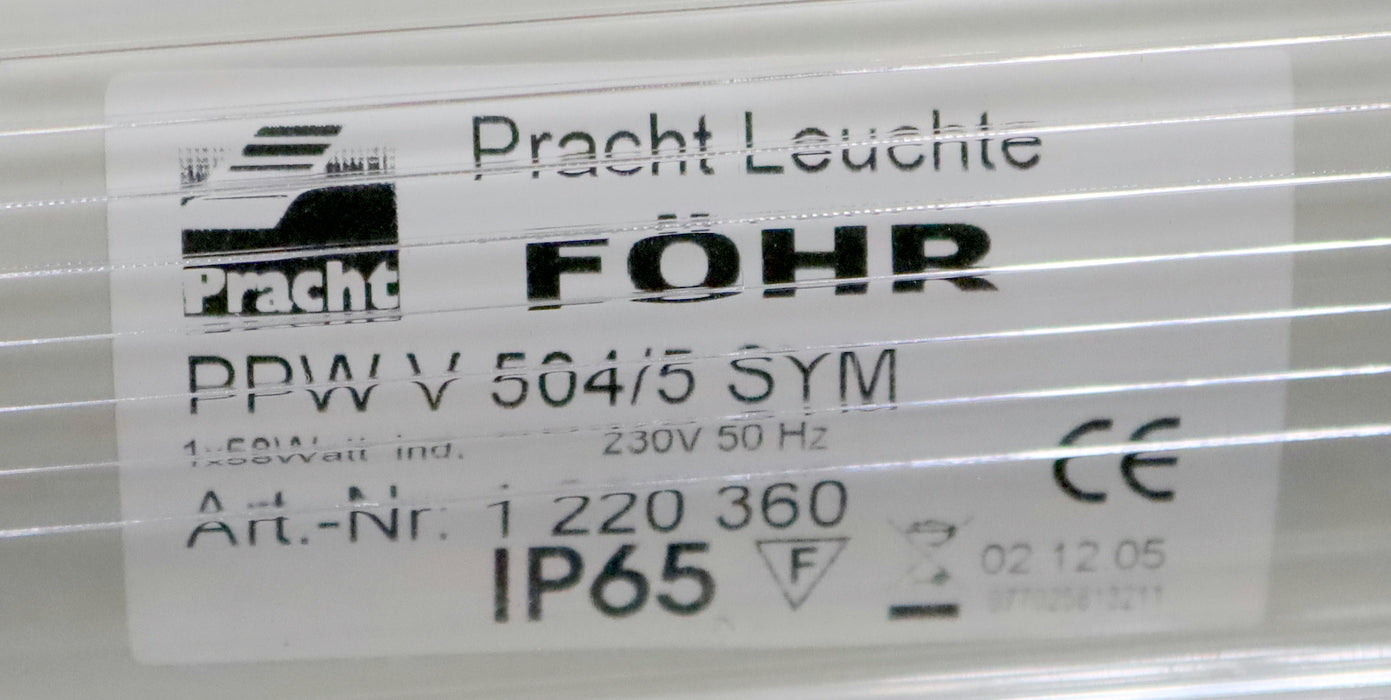 Pracht Leuchte
Pracht
FÖHR
PPW V 504/5 SYM
1x58Watt ind. 230V 50 Hz
CE
Art.-Nr. 1 220 360
IP65 F
02 12 05